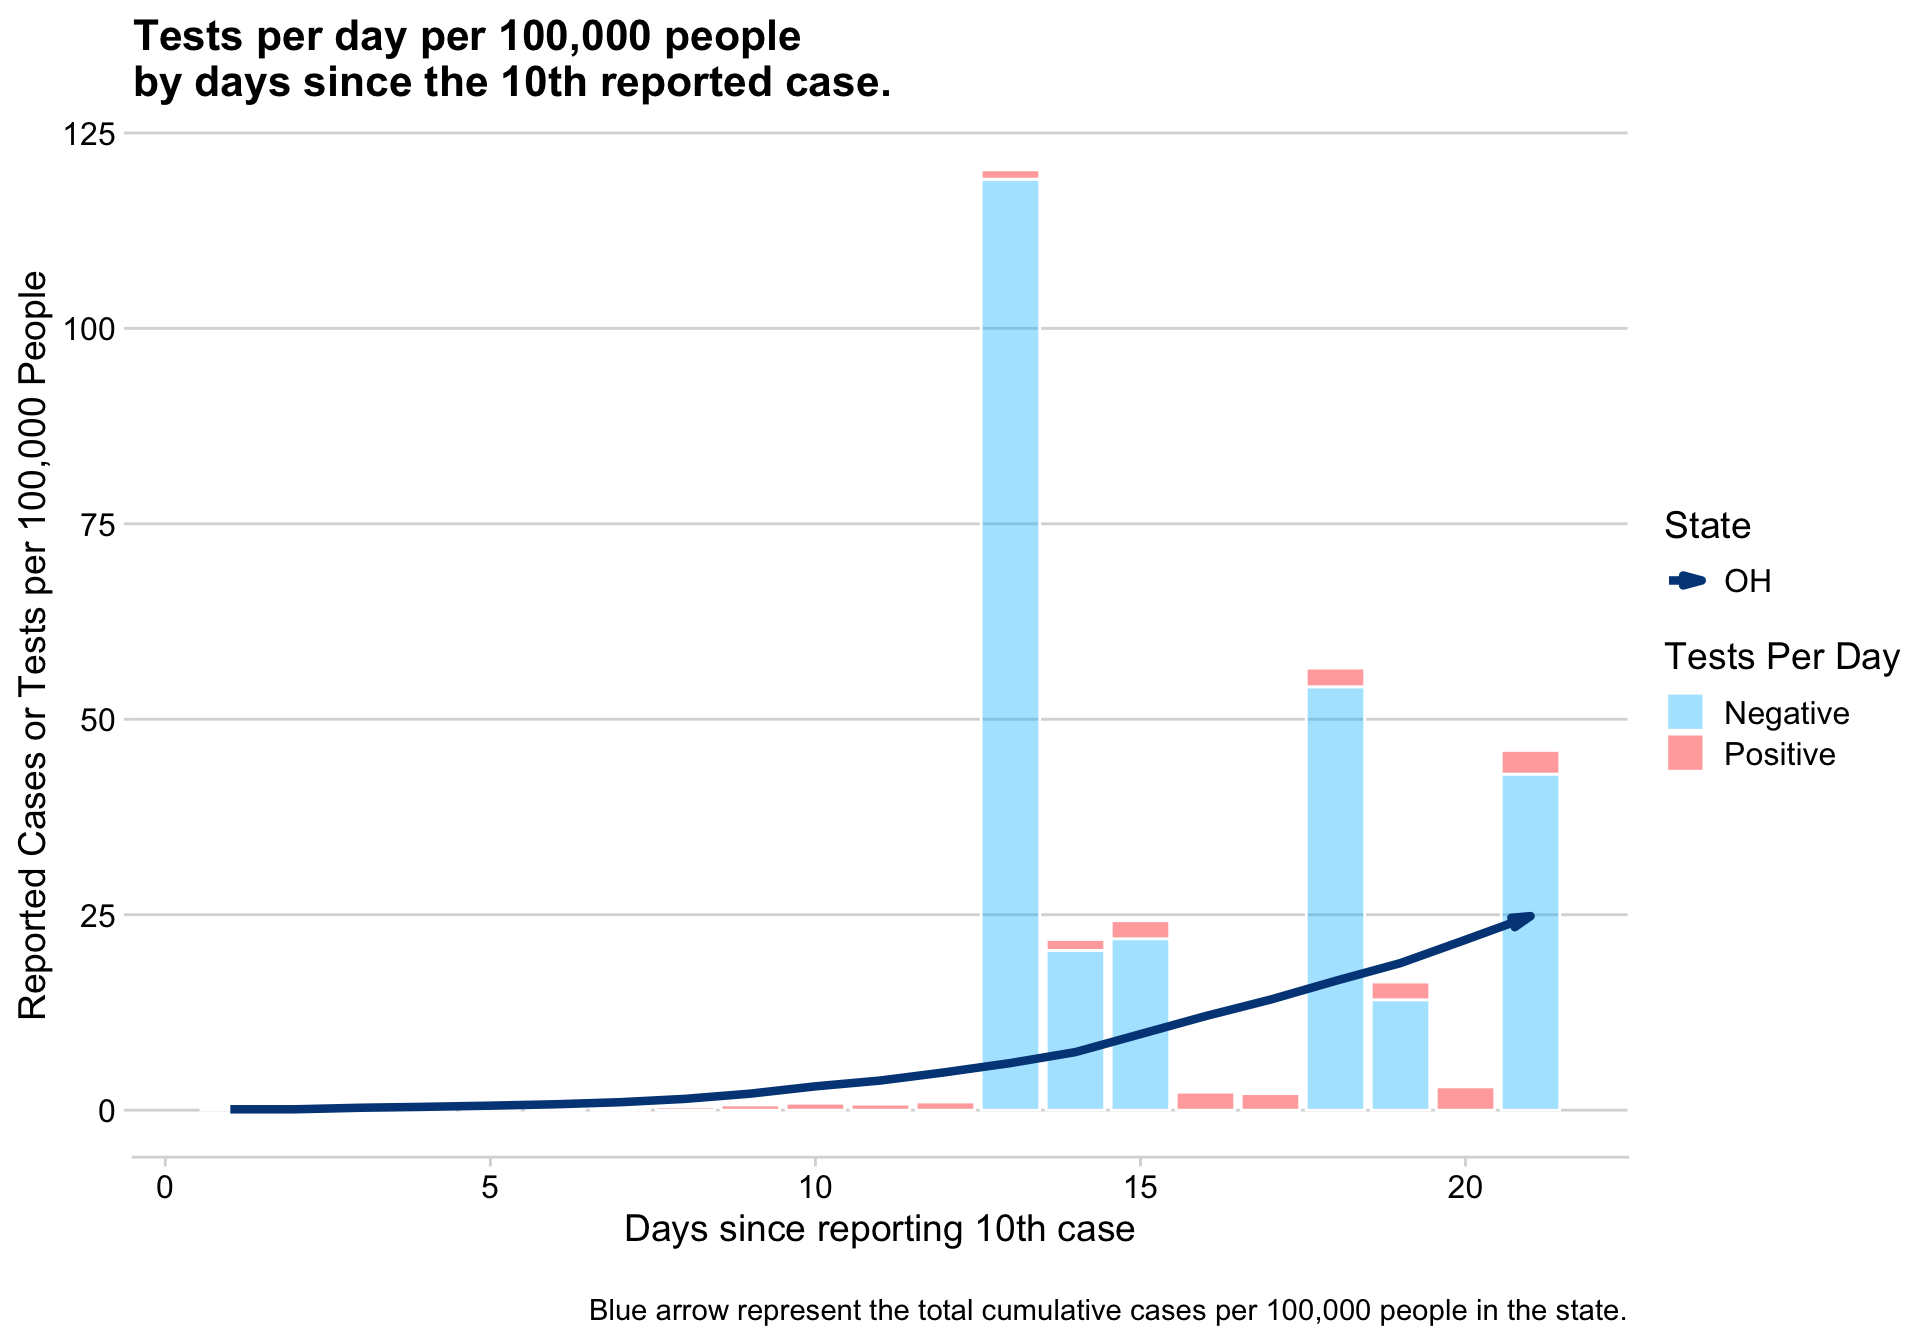 Tests per day per 100,000 people
by days since the 10th reported case.
Reported Cases or Tests per 100,000 People
125
100
75
50
25
0
0
5
10
15
20
Days since reporting 10th case
State
OH
Tests Per Day
Negative
Positive
Blue arrow represent the total cumulative cases per 100,000 people in the state.